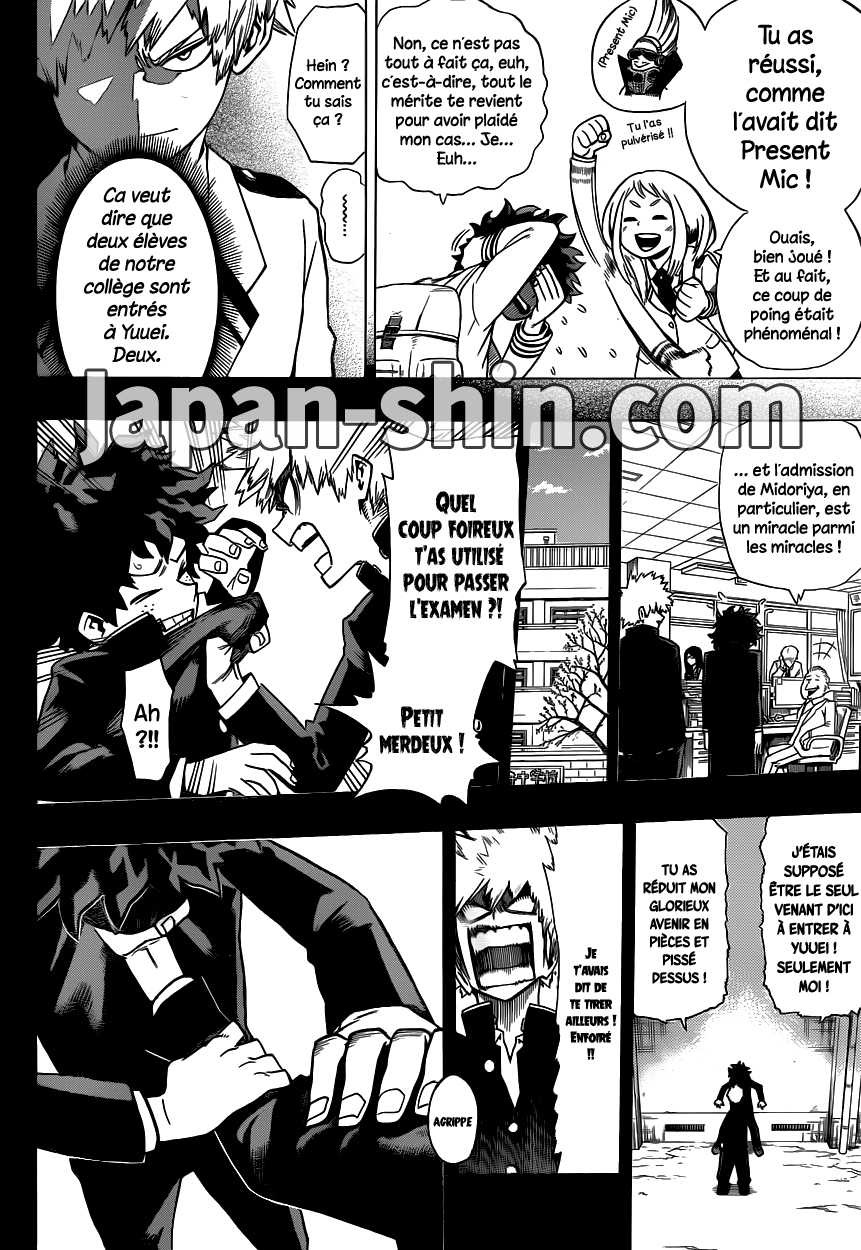 Tu as
réussi,
comme
l'avait dit
Present
Mic !
Ouais,
bien joué !
Et au fait,
ce coup de
poing était
phénoménal !
(Present Mic)
Tu l'as
pulvérisé !!
Non, ce n'est pas
tout à fait ça, euh,
c'est-à-dire, tout le
mérite te revient
pour avoir plaidé
mon cas... Je...
Euh...
Hein ?
Comment
tu sais
ça ?
Ca veut
dire que
deux élèves
de notre
collège sont
entrés
à Yuuei.
Deux.
Japan-shin.com
... et l'admission
de Midoriya, en
particulier, est
un miracle parmi
les miracles !
Quel
coup foireux
t'as utilisé
pour passer
l'examen ?!
Petit
merdeux !
Ah
?!!
J'étais
supposé
être le seul
venant d'ici
à entrer à
Yuuei !
Seulement
moi !
Tu as
réduit mon
glorieux
avenir en
pièces et
pissé
dessus !
Je
t'avais
dit de
te tirer
ailleurs !
Enfoiré
!!
agrippe